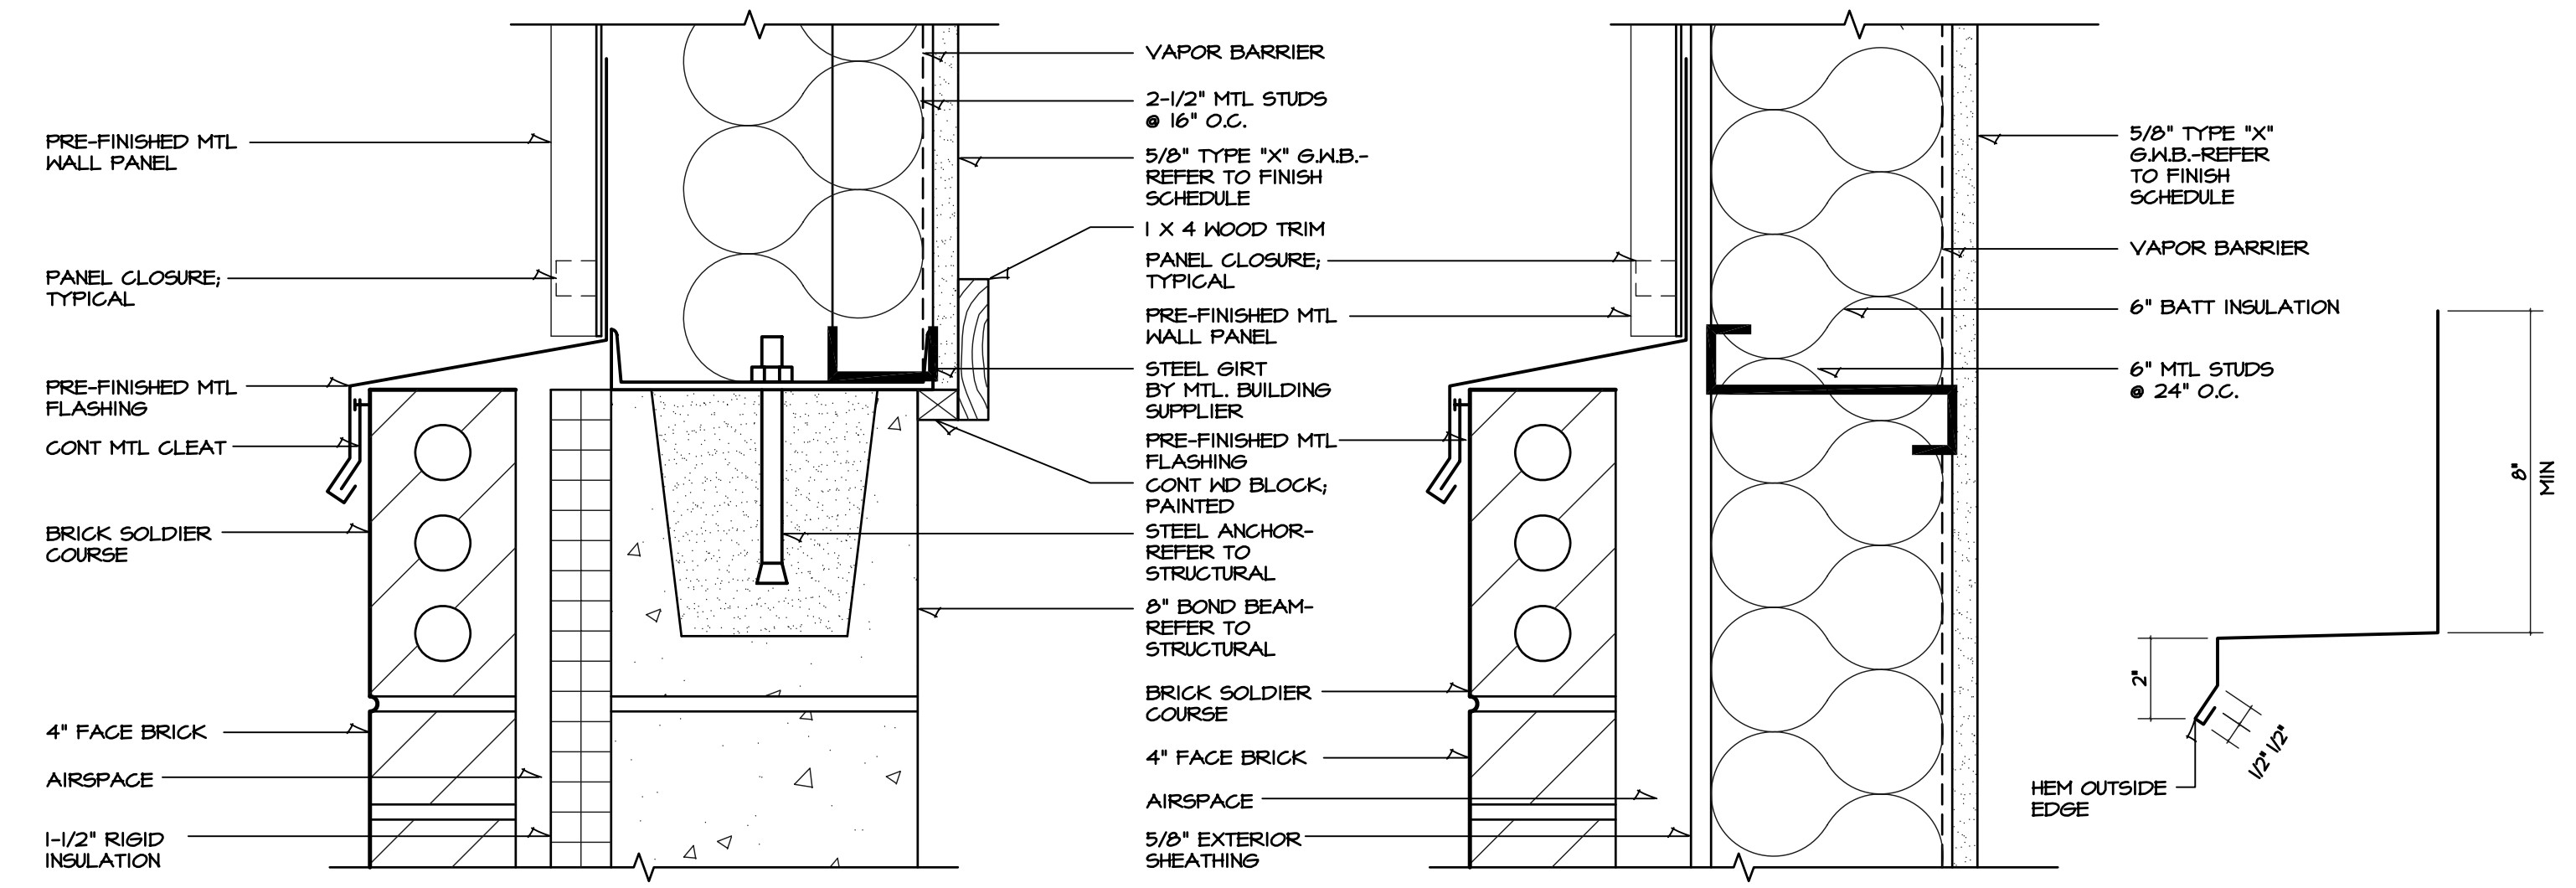 PRE-FINISHED MTL
WALL PANEL
PANEL CLOSURE;
TYPICAL
PRE-FINISHED MTL
FLASHING
CONT MTL CLEAT
BRICK SOLDIER
COURSE
4" FACE BRICK
AIRSPACE
1-1/2" RIGID
INSULATION
VAPOR BARRIER
2-1/2" MTL STUDS
@ 16" O.C.
5/8" TYPE "X" G.W.B.-
REFER TO FINISH
SCHEDULE
1 X 4 WOOD TRIM
PANEL CLOSURE;
TYPICAL
PRE-FINISHED MTL
WALL PANEL
STEEL GIRT
BY MTL. BUILDING
SUPPLIER
PRE-FINISHED MTL
FLASHING
CONT WD BLOCK;
PAINTED
STEEL ANCHOR-
REFER TO
STRUCTURAL
8" BOND BEAM-
REFER TO
STRUCTURAL
BRICK SOLDIER
COURSE
4" FACE BRICK
AIRSPACE
5/8" EXTERIOR
SHEATHING
5/8" TYPE "X"
G.W.B.-REFER
TO FINISH
SCHEDULE
VAPOR BARRIER
6" BATT INSULATION
6" MTL STUDS
@ 24" O.C.
8"
MIN
2"
1/2" 1/2"
HEM OUTSIDE
EDGE